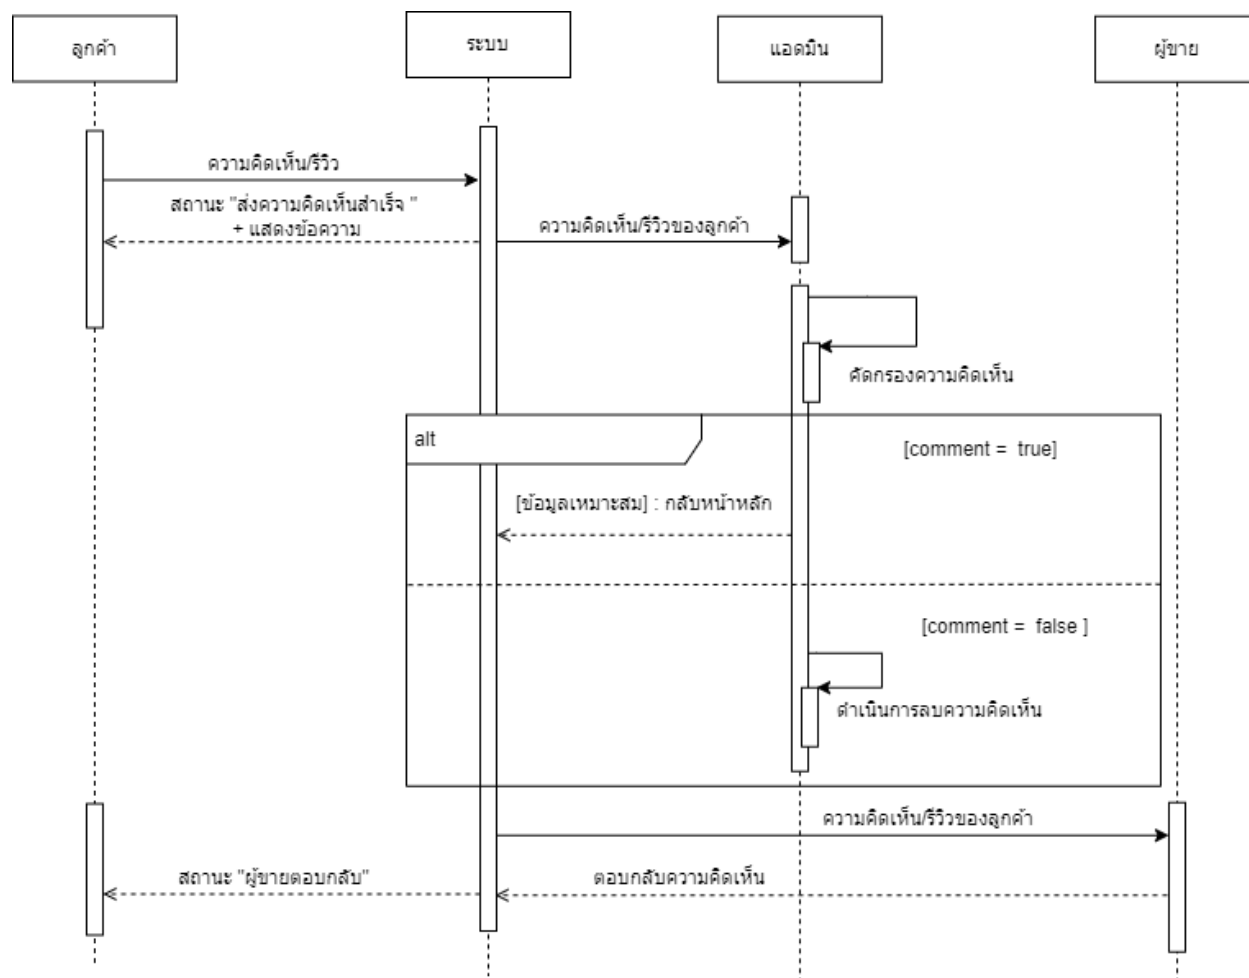 ลูกค้า
ระบบ
แอดมิน
ผู้ขาย
ความคิดเห็น/รีวิว
สถานะ "ส่งความคิดเห็นสำเร็จ "
+ แสดงข้อความ
ความคิดเห็น/รีวิวของลูกค้า
คัดกรองความคิดเห็น
alt
[comment =  true]
[ข้อมูลเหมาะสม] : กลับหน้าหลัก
[comment =  false ]
ดำเนินการลบความคิดเห็น
ความคิดเห็น/รีวิวของลูกค้า
สถานะ "ผู้ขายตอบกลับ"
ตอบกลับความคิดเห็น